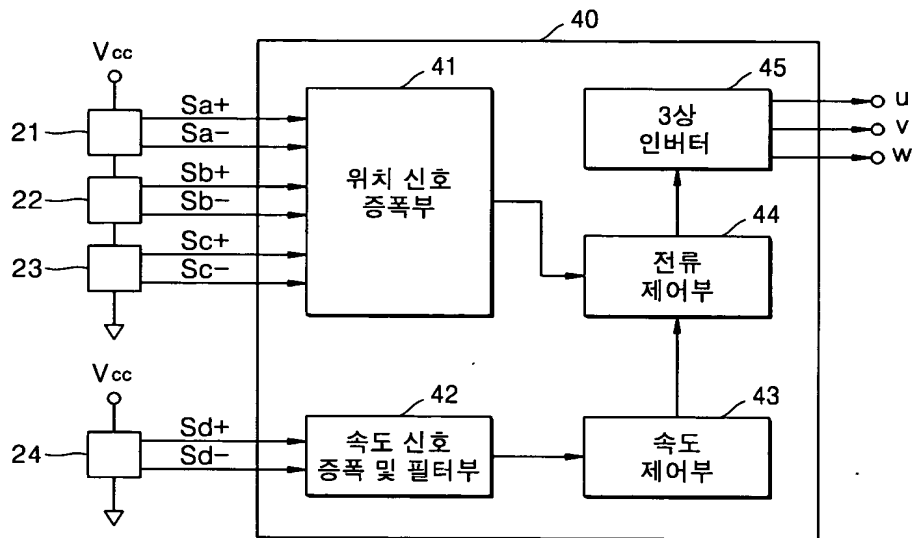 40
Vcc
21
Sa+
Sa-
22
Sb+
Sb-
23
Sc+
Sc-
41
위치 신호
증폭부
45
3상
인버터
u
v
w
44
전류
제어부
Vcc
24
Sd+
Sd-
42
속도 신호
증폭 및 필터부
43
속도
제어부